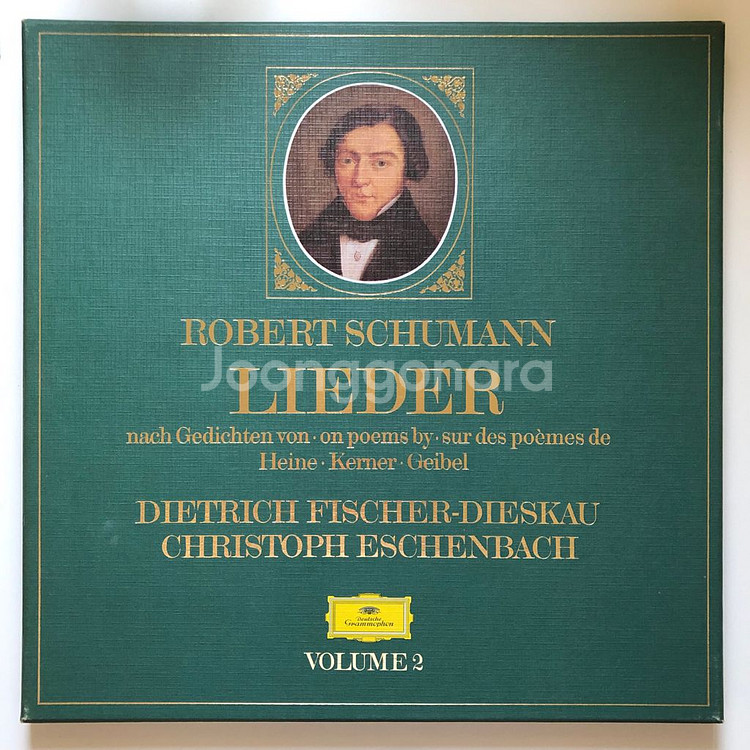 ROBERT SCHUMANN
Joonggonara
LIEDER
nach Gedichten von · on poems by · sur des poèmes de
Heine · Kerner · Geibel
DIETRICH FISCHER-DIESKAU
CHRISTOPH ESCHENBACH
Deutsche
Grammophon
VOLUME 2